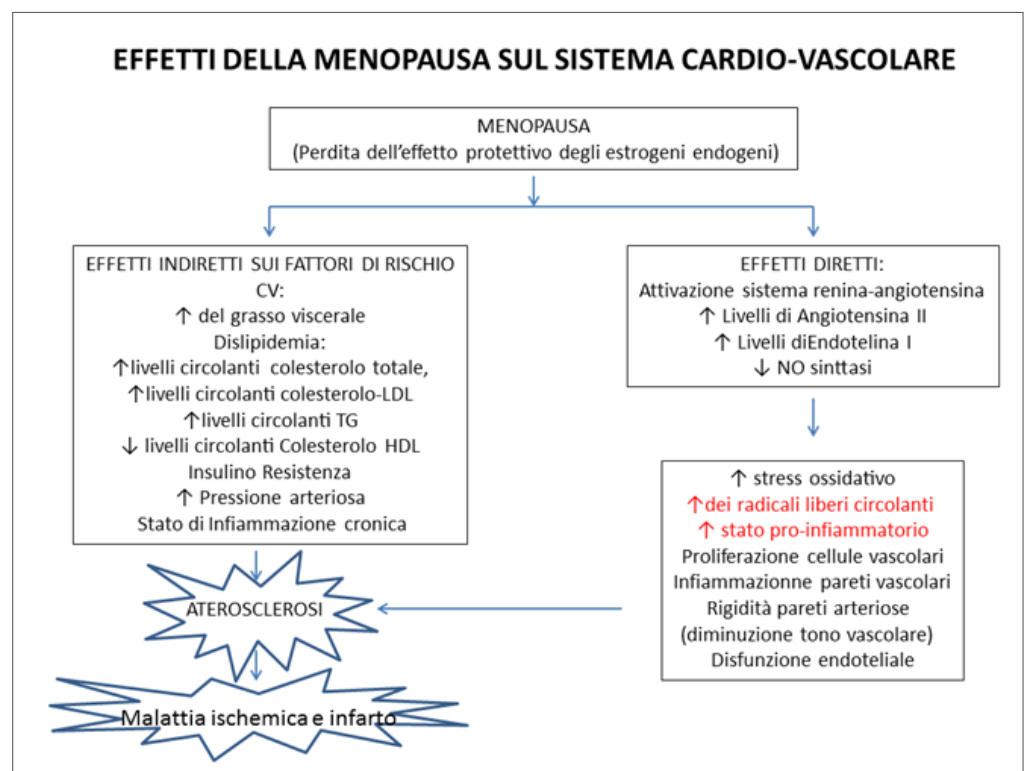 EFFETTI DELLA MENOPAUSA SUL SISTEMA CARDIO-VASCOLARE
MENOPAUSA
(Perdita dell'effetto protettivo degli estrogeni endogeni)
EFFETTI INDIRETTI SUI FATTORI DI RISCHIO
CV:
↑ del grasso viscerale
Dislipidemia:
↑livelli circolanti colesterolo totale,
↑livelli circolanti colesterolo-LDL
↑livelli circolanti TG
↓ livelli circolanti Colesterolo HDL
Insulino Resistenza
↑ Pressione arteriosa
Stato di Infiammazione cronica
EFFETTI DIRETTI:
Attivazione sistema renina-angiotensina
↑ Livelli di Angiotensina II
↑ Livelli diEndotelina I
↓ NO sinttasi
↑ stress ossidativo
↑dei radicali liberi circolanti
↑ stato pro-infiammatorio
Proliferazione cellule vascolari
Infiammazionne pareti vascolari
Rigidità pareti arteriose
(diminuzione tono vascolare)
Disfunzione endoteliale
ATEROSCLEROSI
Malattia ischemica e infarto